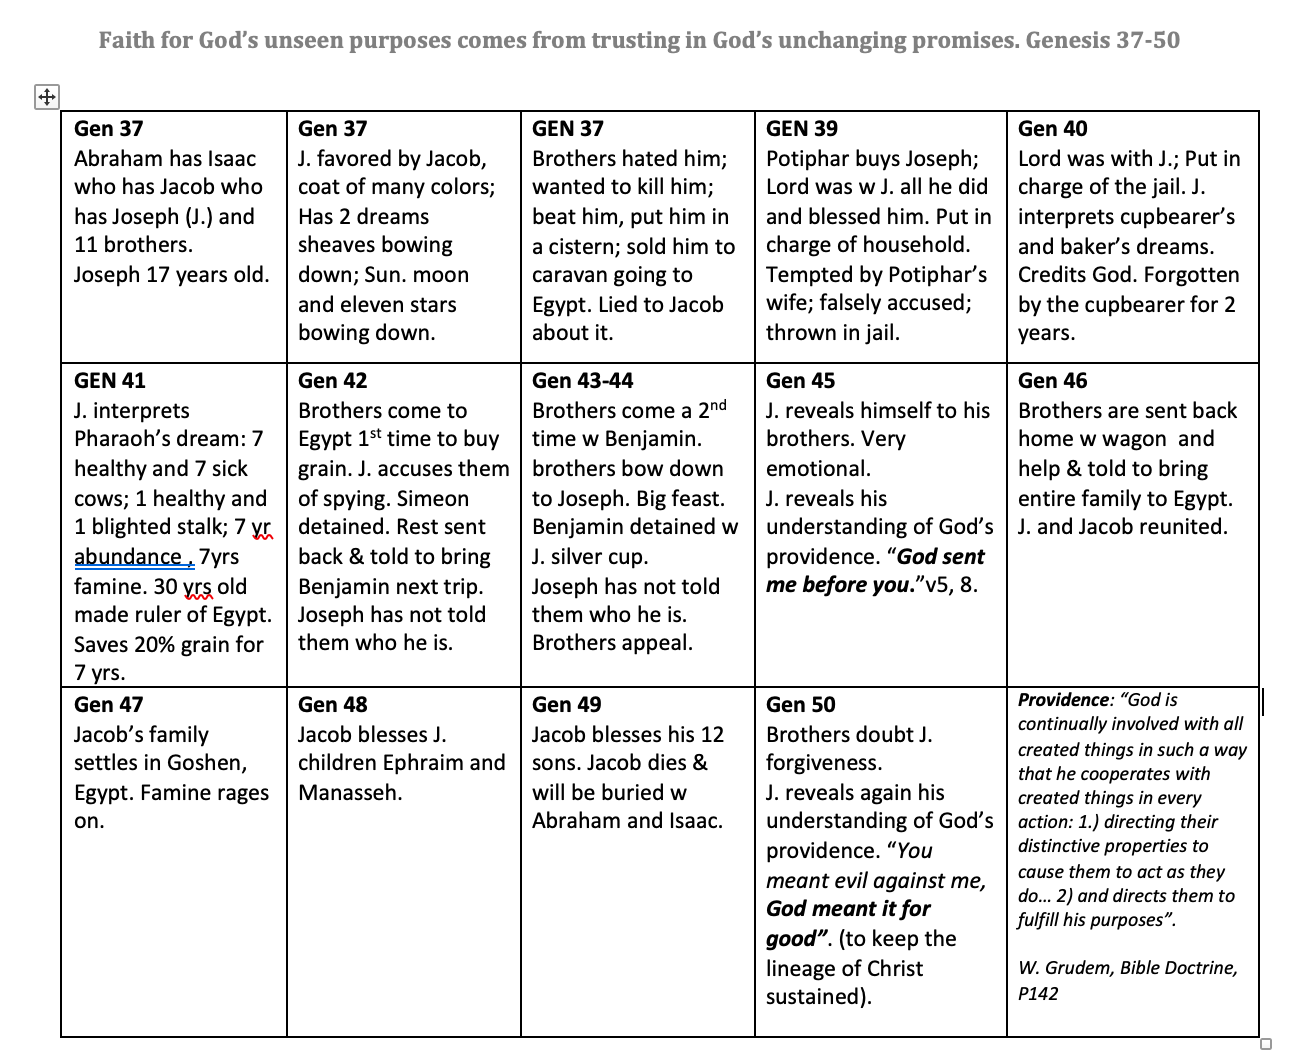 Faith for God's unseen purposes comes from trusting in God's unchanging promises. Genesis 37-50
Gen 37
Abraham has Isaac
who has Jacob who
has Joseph (J.) and
11 brothers.
Joseph 17 years old.
Gen 37
J. favored by Jacob,
coat of many colors;
Has 2 dreams
sheaves bowing
down; Sun. moon
and eleven stars
bowing down.
GEN 37
Brothers hated him;
wanted to kill him;
beat him, put him in
a cistern; sold him to
caravan going to
Egypt. Lied to Jacob
about it.
GEN 39
Potiphar buys Joseph;
Lord was w J. all he did
and blessed him. Put in
charge of household.
Tempted by Potiphar's
wife; falsely accused;
thrown in jail.
Gen 40
Lord was with J.; Put in
charge of the jail. J.
interprets cupbearer's
and baker's dreams.
Credits God. Forgotten
by the cupbearer for 2
years.
GEN 41
J. interprets
Pharaoh's dream: 7
healthy and 7 sick
cows; 1 healthy and
1 blighted stalk; 7 yr
abundance , 7yrs
famine. 30 yrs old
made ruler of Egypt.
Saves 20% grain for
7 yrs.
Gen 42
Brothers come to
Egypt 1st time to buy
grain. J. accuses them
of spying. Simeon
detained. Rest sent
back & told to bring
Benjamin next trip.
Joseph has not told
them who he is.
Gen 43-44
Brothers come a 2nd
time w Benjamin.
brothers bow down
to Joseph. Big feast.
Benjamin detained w
J. silver cup.
Joseph has not told
them who he is.
Brothers appeal.
Gen 45
J. reveals himself to his
brothers. Very
emotional.
J. reveals his
understanding of God's
providence. "God sent
me before you."v5, 8.
Gen 46
Brothers are sent back
home w wagon and
help & told to bring
entire family to Egypt.
J. and Jacob reunited.
Gen 47
Jacob's family
settles in Goshen,
Egypt. Famine rages
on.
Gen 48
Jacob blesses J.
children Ephraim and
Manasseh.
Gen 49
Jacob blesses his 12
sons. Jacob dies &
will be buried w
Abraham and Isaac.
Gen 50
Brothers doubt J.
forgiveness.
J. reveals again his
understanding of God's
providence. "You
meant evil against me,
God meant it for
good". (to keep the
lineage of Christ
sustained).
Providence: "God is
continually involved with all
created things in such a way
that he cooperates with
created things in every
action: 1.) directing their
distinctive properties to
cause them to act as they
do… 2) and directs them to
fulfill his purposes".
W. Grudem, Bible Doctrine,
P142